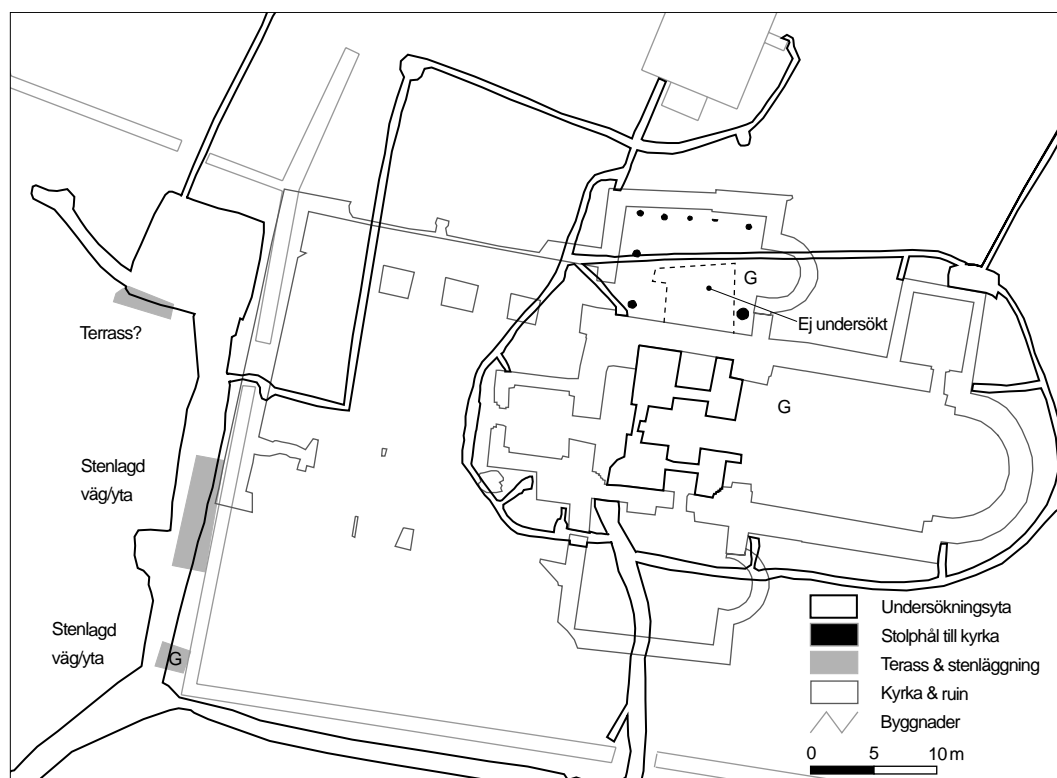 G
Ej undersökt
Terrass?
G
Stenlagd
väg/yta
Stenlagd
väg/yta
G
Undersökningsyta
Stolphål till kyrka
Terass & stenläggning
Kyrka & ruin
Byggnader
0 5 10 m